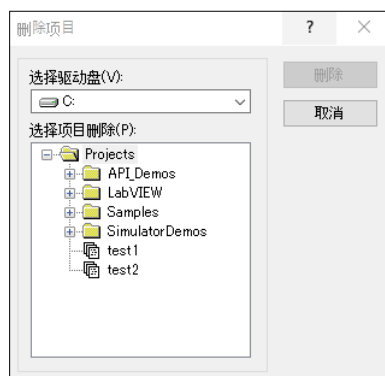 删除项目
?
选择驱动盘(V):
删除
C:
取消
选择项目删除(P):
Projects
API_Demos
LabVIEW
Samples
SimulatorDemos
test1
test2